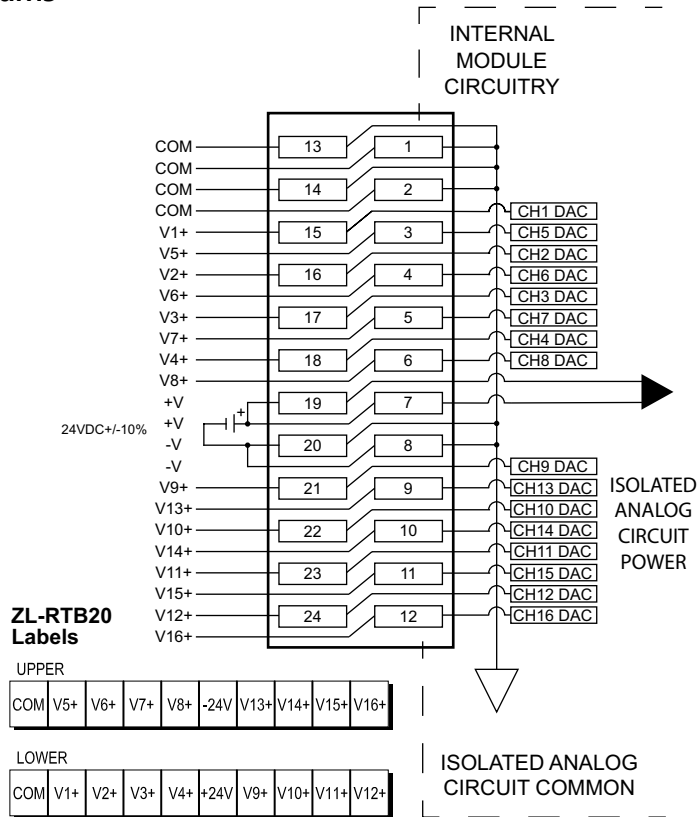 INTERNAL
MODULE
CIRCUITRY
COM
13
1
COM
COM
14
2
COM
CH1 DAC
V1+
15
3
CH5 DAC
V5+
CH2 DAC
V2+
16
4
CH6 DAC
V6+
CH3 DAC
V3+
17
5
CH7 DAC
V7+
CH4 DAC
V4+
18
6
CH8 DAC
V8+
+V
19
7
+
24VDC+/-10%
+V
-V
20
8
-V
CH9 DAC
V9+
21
9
CH13 DAC
V13+
CH10 DAC
V10+
22
10
CH14 DAC
V14+
CH11 DAC
V11+
23
11
CH15 DAC
V15+
CH12 DAC
V12+
24
12
CH16 DAC
V16+
ISOLATED
ANALOG
CIRCUIT
POWER
ZL-RTB20
Labels
UPPER
COM V5+ V6+ V7+ V8+ -24V V13+ V14+ V15+ V16+
LOWER
COM V1+ V2+ V3+ V4+ +24V V9+ V10+ V11+ V12+
ISOLATED ANALOG
CIRCUIT COMMON